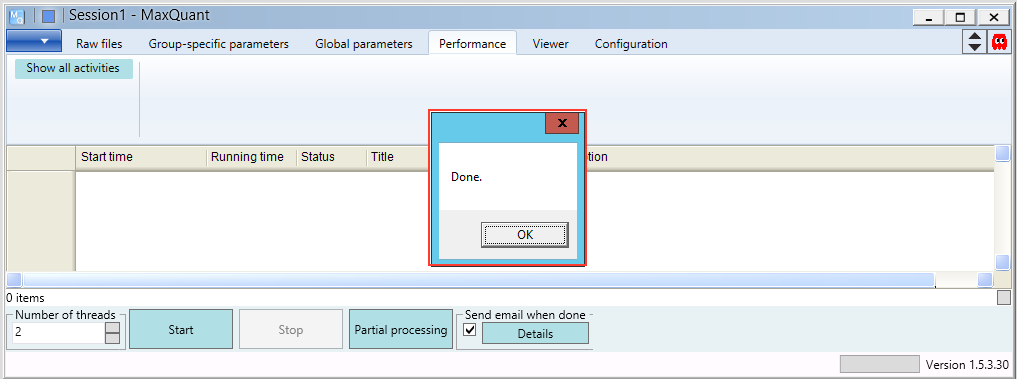 Session1 - MaxQuant
Raw files Group-specific parameters Global parameters Performance Viewer Configuration
Show all activities
x
Start time Running time Status Title tion
Done.
OK
0 items
Number of threads Send email when done
2 Start Stop Partial processing Details
Version 1.5.3.30